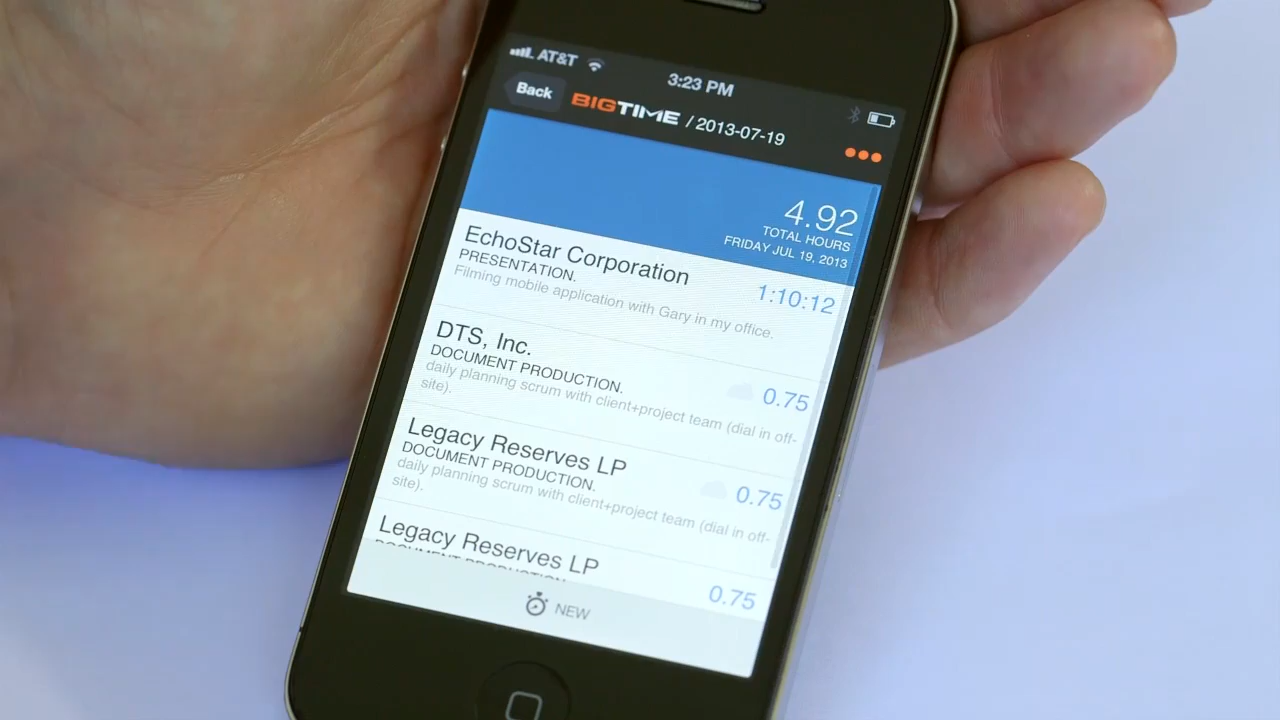 AT&T 3:23 PM
Back BIGTIME / 2013-07-19
4.92
TOTAL HOURS
FRIDAY JUL 19, 2013
EchoStar Corporation
PRESENTATION. 1:10:12
Filming mobile application with Gary in my office.
DTS, Inc.
DOCUMENT PRODUCTION. 0.75
daily planning scrum with client+project team (dial in off-
site).
Legacy Reserves LP
DOCUMENT PRODUCTION. 0.75
daily planning scrum with client+project team (dial in off-
site).
Legacy Reserves LP
DOCUMENT PRODUCTION. 0.75
NEW